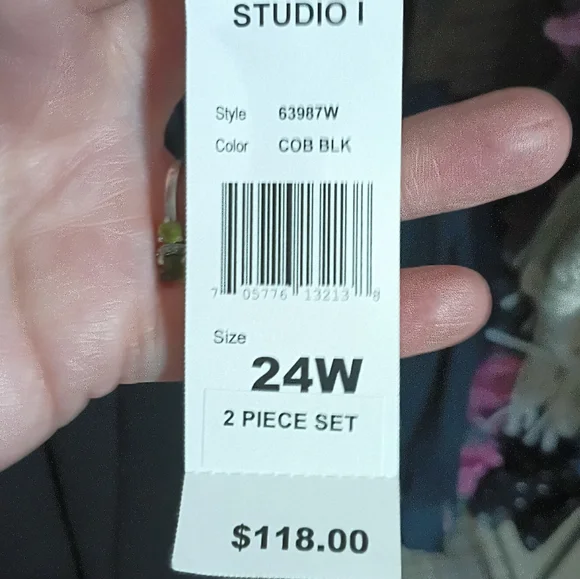 STUDIO I
Style 63987W
Color COB BLK
7 05776 13213 8
Size
24W
2 PIECE SET
$118.00